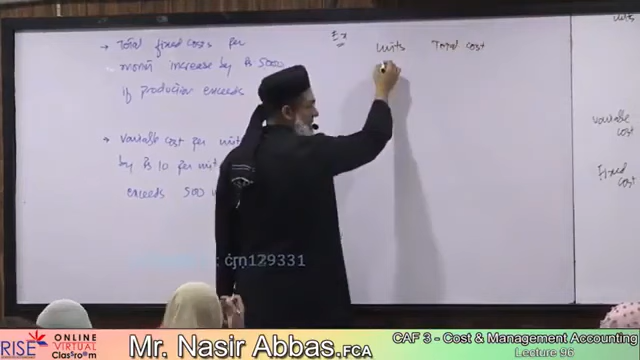 → Total fixed costs per
month increase by Rs 5000
if production exceeds
→ variable cost per unit
by Rs 10 per unit
exceeds 500
Ex
units Total cost
units
variable
cost
Fixed
cost
crn129331
RISE ONLINE VIRTUAL Classroom
Mr. Nasir Abbas.FCA
CAF 3 - Cost & Management Accounting
Lecture 96